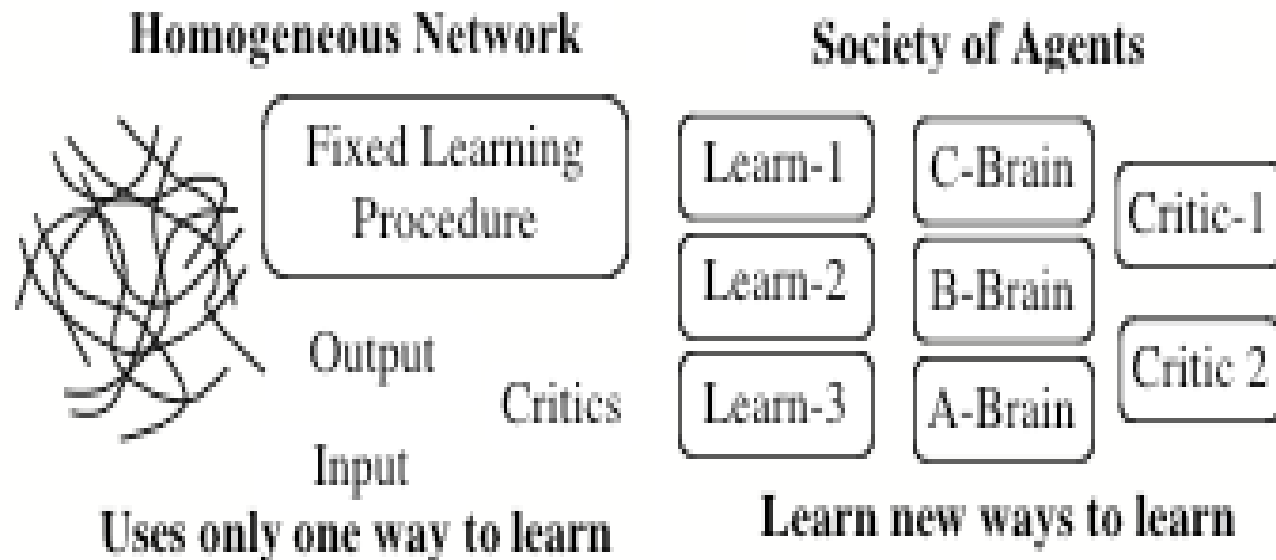 Homogeneous Network
Fixed Learning
Procedure
Output
Critics
Input
Uses only one way to learn
Society of Agents
Learn-1
Learn-2
Learn-3
C-Brain
B-Brain
A-Brain
Critic-1
Critic 2
Learn new ways to learn